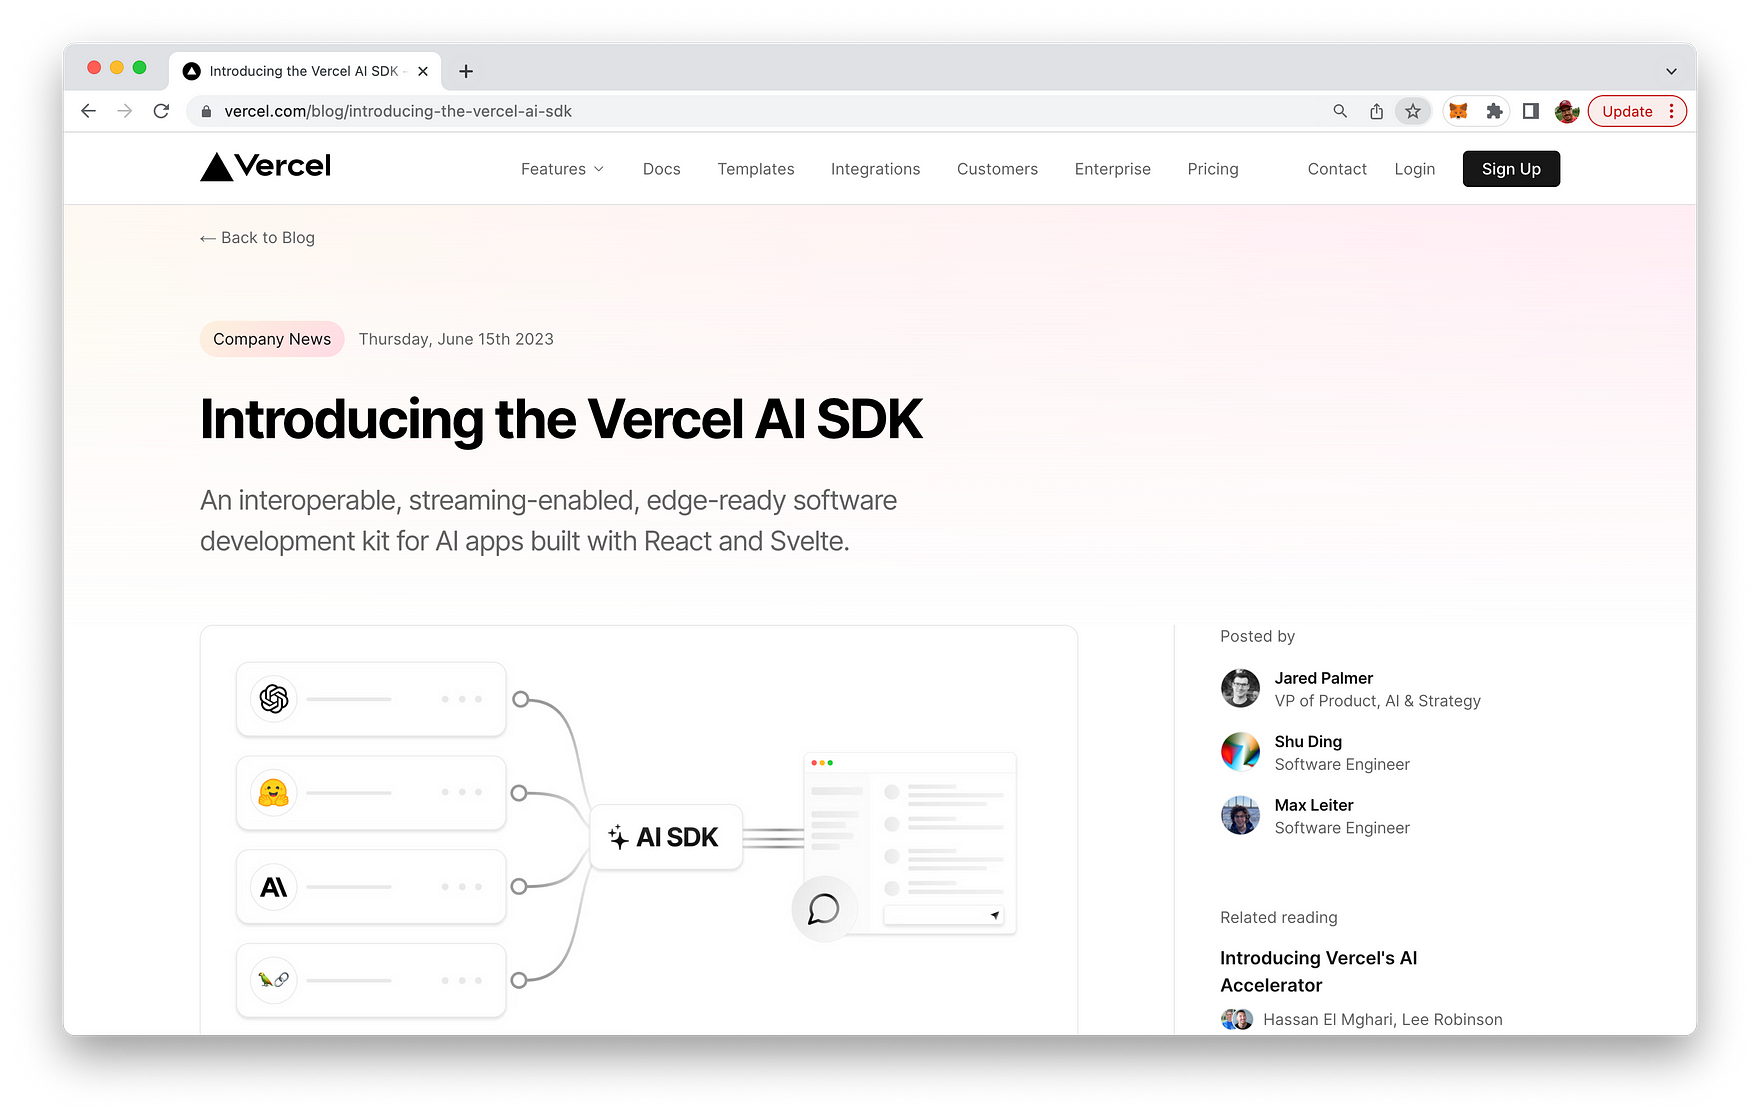 Introducing the Vercel AI SDK -
vercel.com/blog/introducing-the-vercel-ai-sdk
Update
Vercel
Features
Docs
Templates
Integrations
Customers
Enterprise
Pricing
Contact
Login
Sign Up
← Back to Blog
Company News
Thursday, June 15th 2023
Introducing the Vercel AI SDK
An interoperable, streaming-enabled, edge-ready software
development kit for AI apps built with React and Svelte.
AI SDK
Posted by
Jared Palmer
VP of Product, AI & Strategy
Shu Ding
Software Engineer
Max Leiter
Software Engineer
Related reading
Introducing Vercel's AI
Accelerator
Hassan El Mghari, Lee Robinson